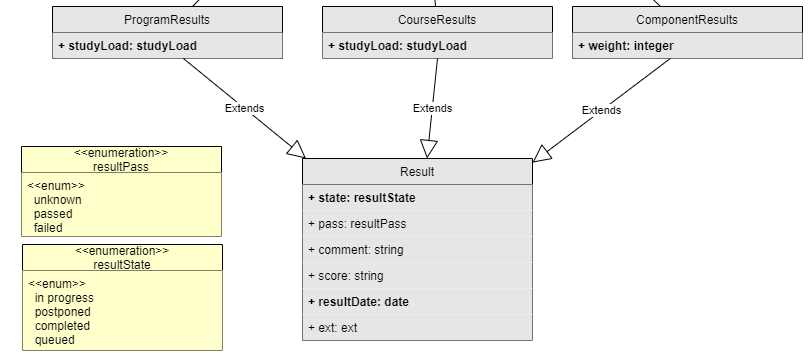 ProgramResults
+ studyLoad: studyLoad
CourseResults
+ studyLoad: studyLoad
ComponentResults
+ weight: integer
Extends
Extends
Extends
<<enumeration>>
resultPass
<<enum>>
unknown
passed
failed
<<enumeration>>
resultState
<<enum>>
in progress
postponed
completed
queued
Result
+ state: resultState
+ pass: resultPass
+ comment: string
+ score: string
+ resultDate: date
+ ext: ext